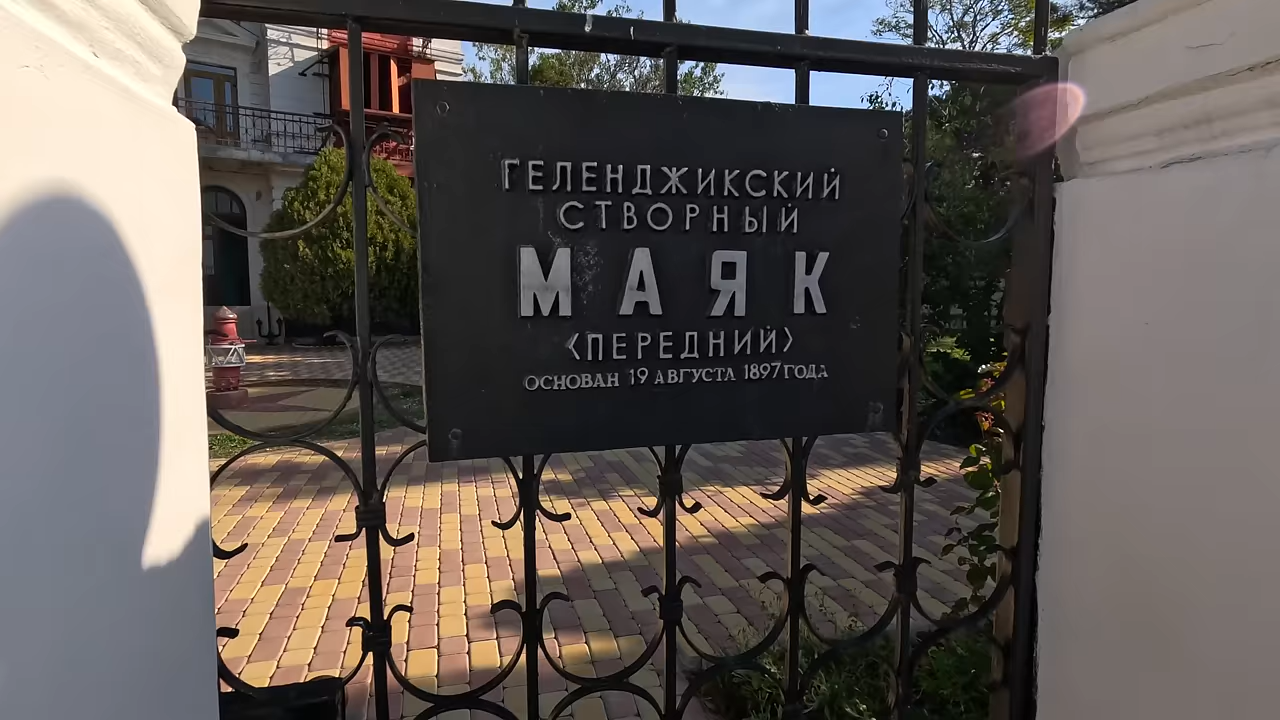 ГЕЛЕНДЖИКСКИЙ
СТВОРНЫЙ
МАЯК
<ПЕРЕДНИЙ>
ОСНОВАН 19 АВГУСТА 1897 ГОДА